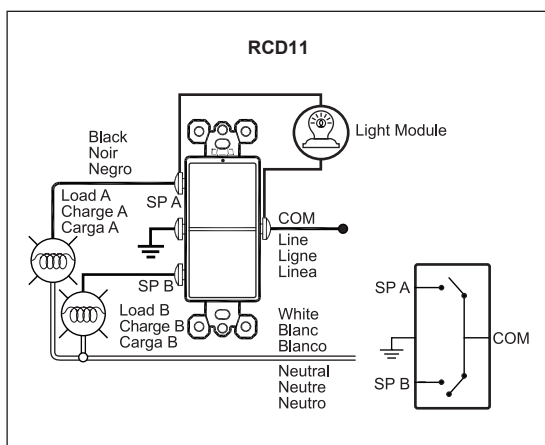 RCD11
Light Module
Black
Noir
Negro
Load A
Charge A
Carga A
SP A
COM
Line
Ligne
Linea
SP B
Load B
Charge B
Carga B
White
Blanc
Blanco
Neutral
Neutre
Neutro
SP A
COM
SP B